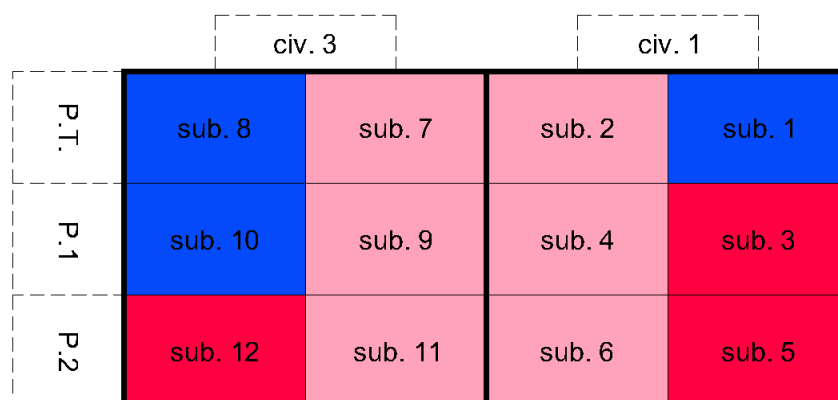 civ. 3 civ. 1
P.T. sub. 8 sub. 7 sub. 2 sub. 1
P.1 sub. 10 sub. 9 sub. 4 sub. 3
P.2 sub. 12 sub. 11 sub. 6 sub. 5